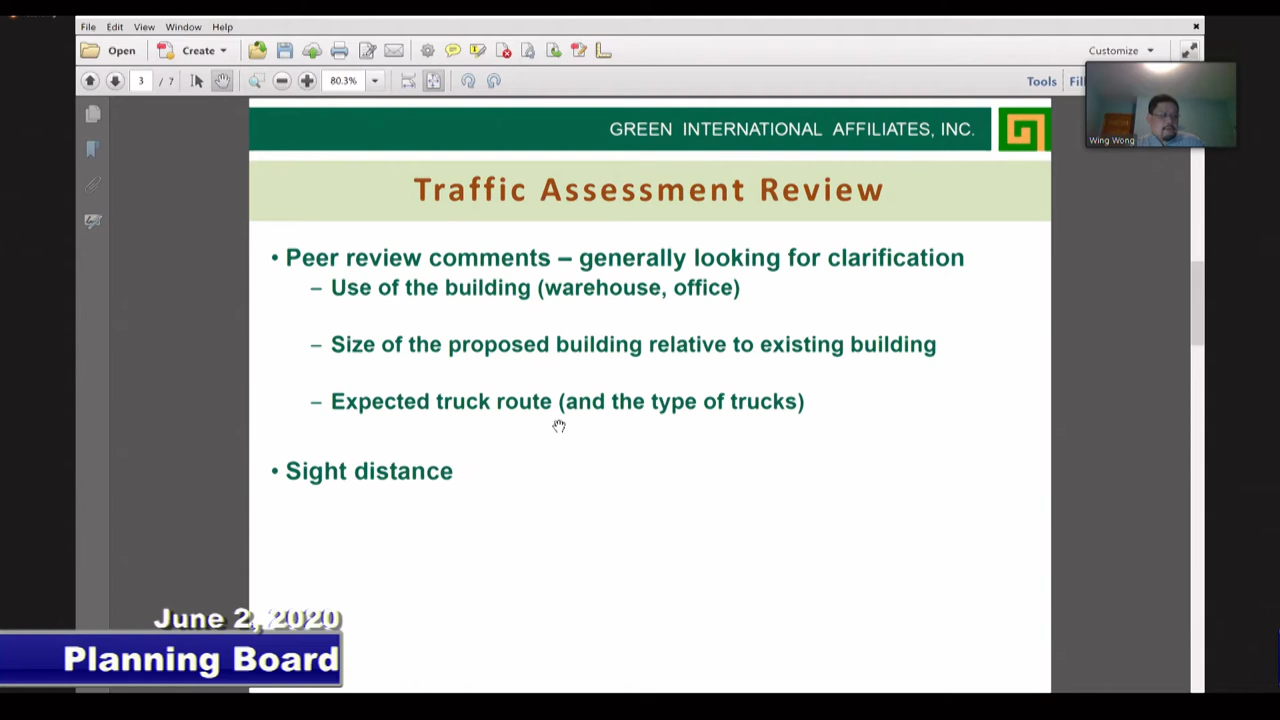 File Edit View Window Help
Open Create Customize
3 / 7 80.3% Tools
Wing Wong
GREEN INTERNATIONAL AFFILIATES, INC.
Traffic Assessment Review
• Peer review comments – generally looking for clarification
– Use of the building (warehouse, office)
– Size of the proposed building relative to existing building
– Expected truck route (and the type of trucks)
• Sight distance
June 2, 2020
Planning Board